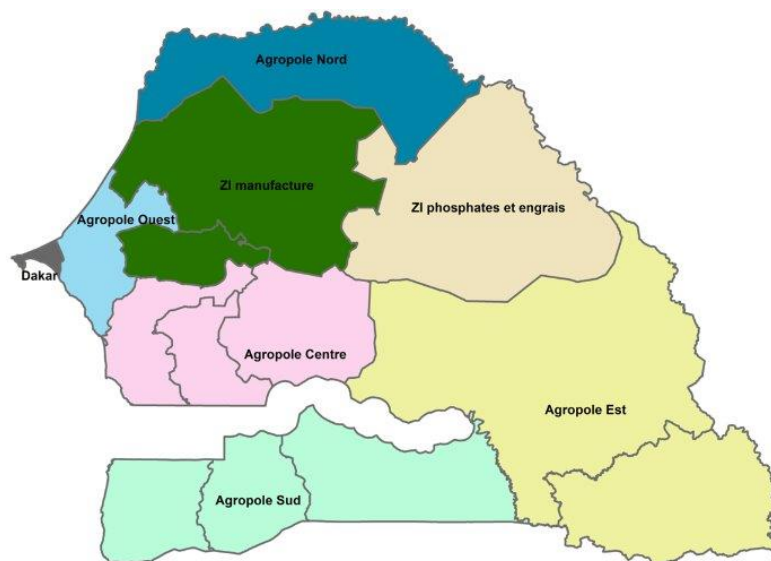 Agropole Nord
ZI manufacture
ZI phosphates et engrais
Agropole Ouest
Dakar
Agropole Centre
Agropole Est
Agropole Sud